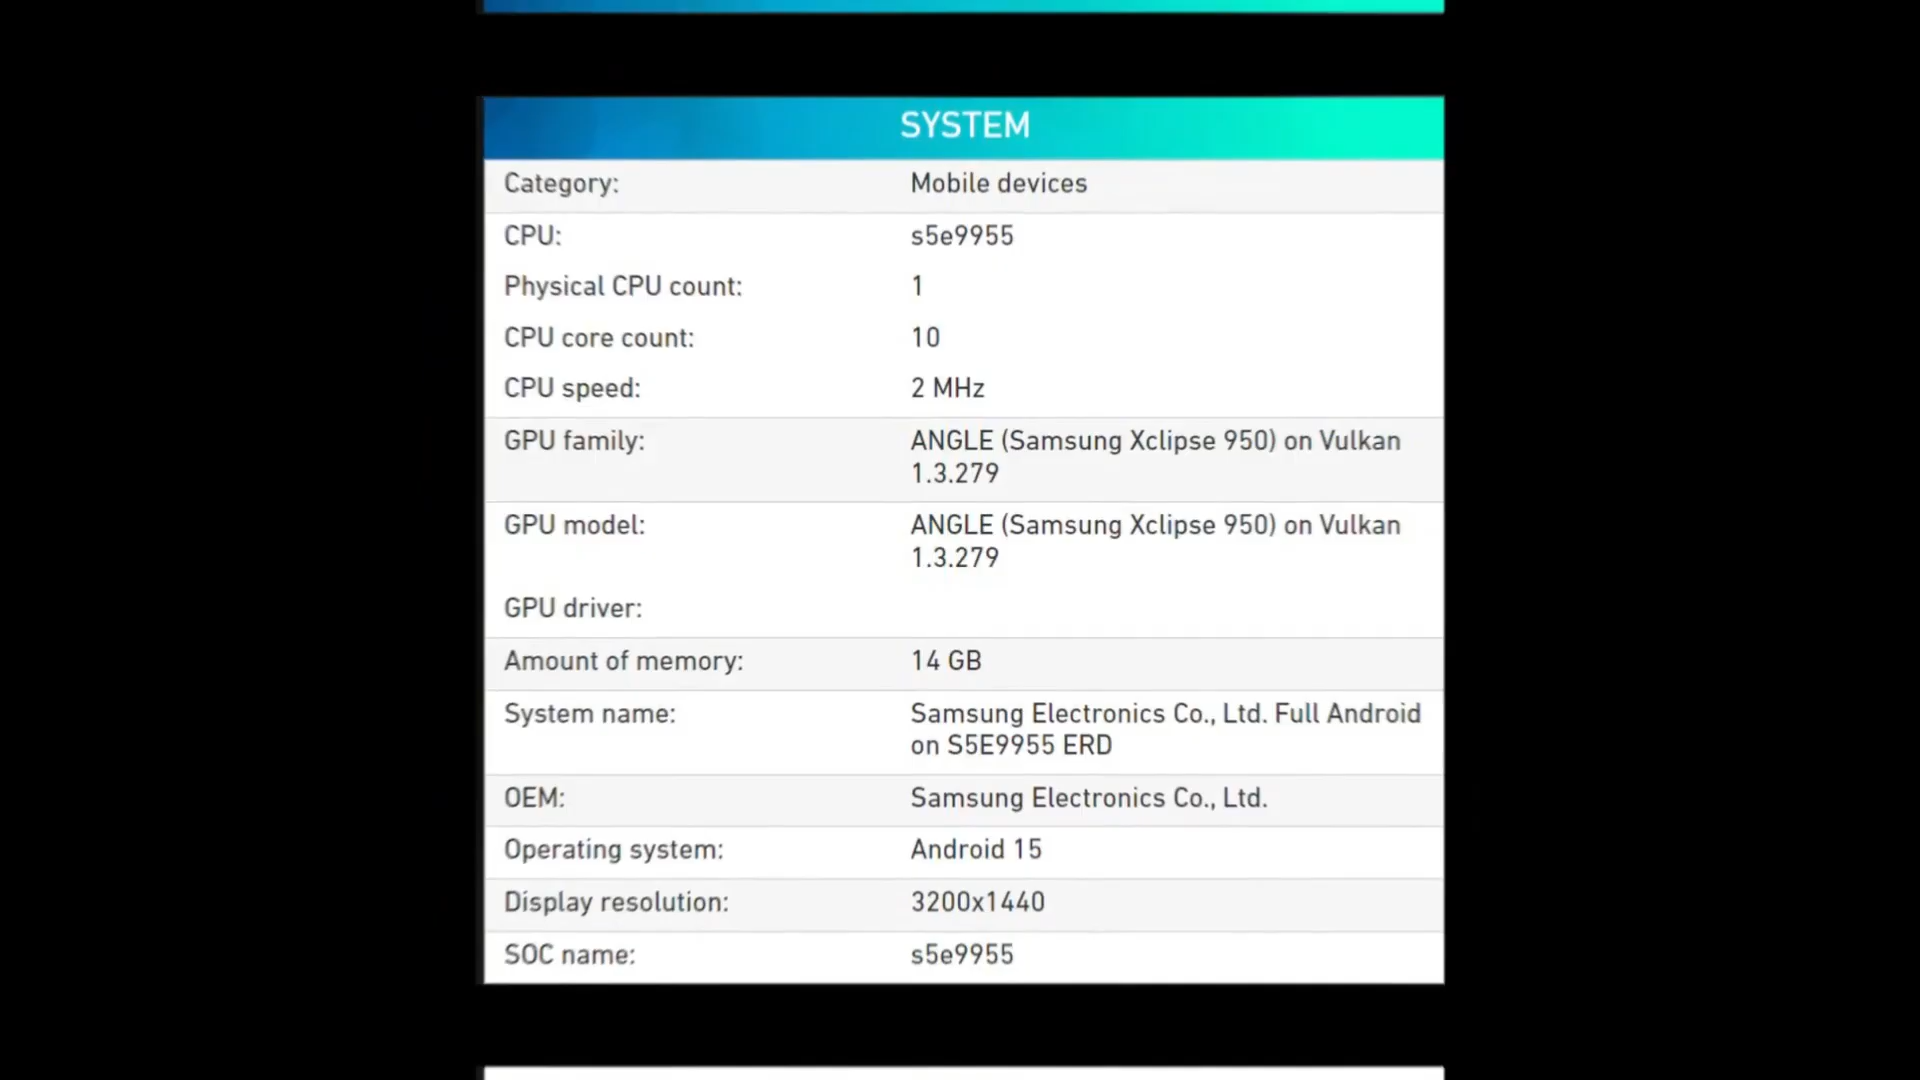 SYSTEM
Category: Mobile devices
CPU: s5e9955
Physical CPU count: 1
CPU core count: 10
CPU speed: 2 MHz
GPU family: ANGLE (Samsung Xclipse 950) on Vulkan
1.3.279
GPU model: ANGLE (Samsung Xclipse 950) on Vulkan
1.3.279
GPU driver:
Amount of memory: 14 GB
System name: Samsung Electronics Co., Ltd. Full Android
on S5E9955 ERD
OEM: Samsung Electronics Co., Ltd.
Operating system: Android 15
Display resolution: 3200x1440
SOC name: s5e9955